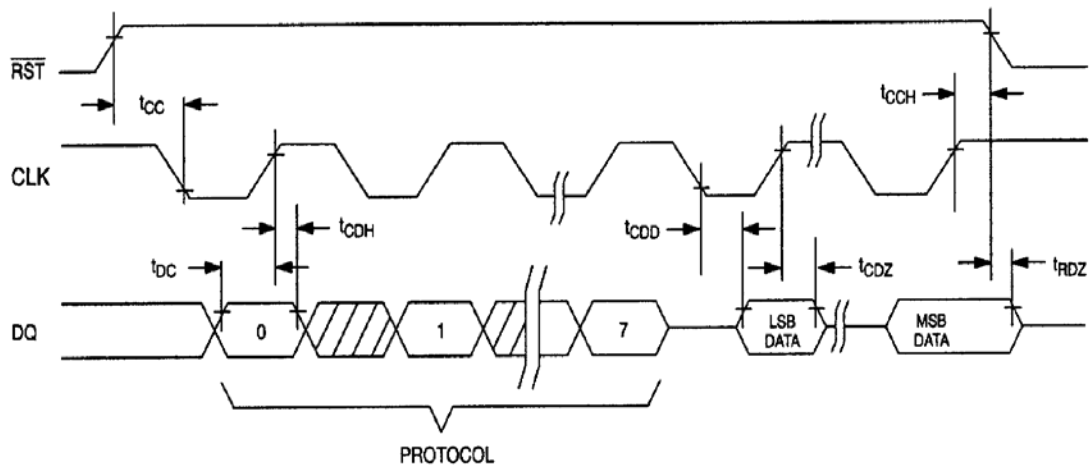 RST
tCC
tCCH
CLK
tCDH
tCDD
tDC
tCDZ
tRDZ
DQ
0
1
7
LSB
DATA
MSB
DATA
PROTOCOL